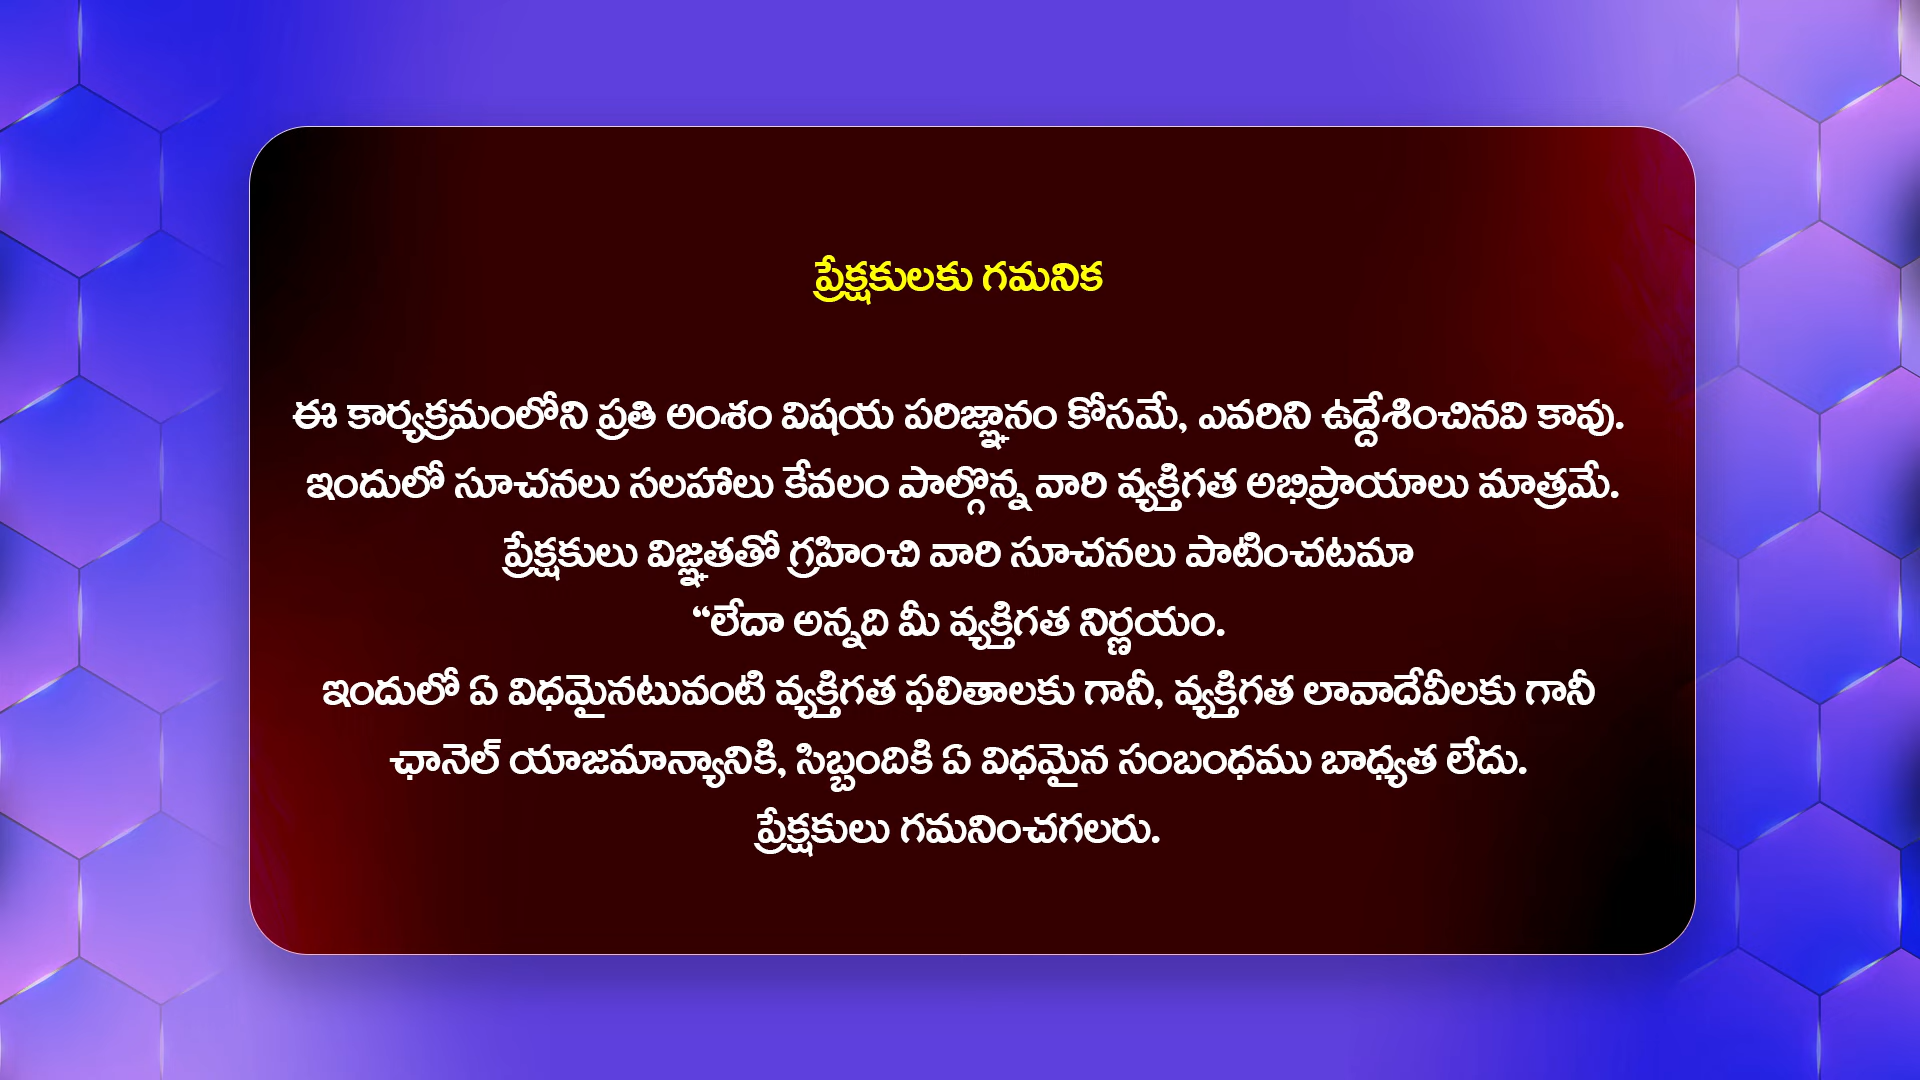 ప్రేక్షకులకు గమనిక
ఈ కార్యక్రమంలోని ప్రతి అంశం విషయ పరిజ్ఞానం కోసమే, ఎవరిని ఉద్దేశించినవి కావు.
ఇందులో సూచనలు సలహాలు కేవలం పాల్గొన్న వారి వ్యక్తిగత అభిప్రాయాలు మాత్రమే.
ప్రేక్షకులు విజ్ఞతతో గ్రహించి వారి సూచనలు పాటించటమా
“లేదా అన్నది మీ వ్యక్తిగత నిర్ణయం.
ఇందులో ఏ విధమైనటువంటి వ్యక్తిగత ఫలితాలకు గానీ, వ్యక్తిగత లావాదేవీలకు గానీ
ఛానెల్ యాజమాన్యానికి, సిబ్బందికి ఏ విధమైన సంబంధము బాధ్యత లేదు.
ప్రేక్షకులు గమనించగలరు.